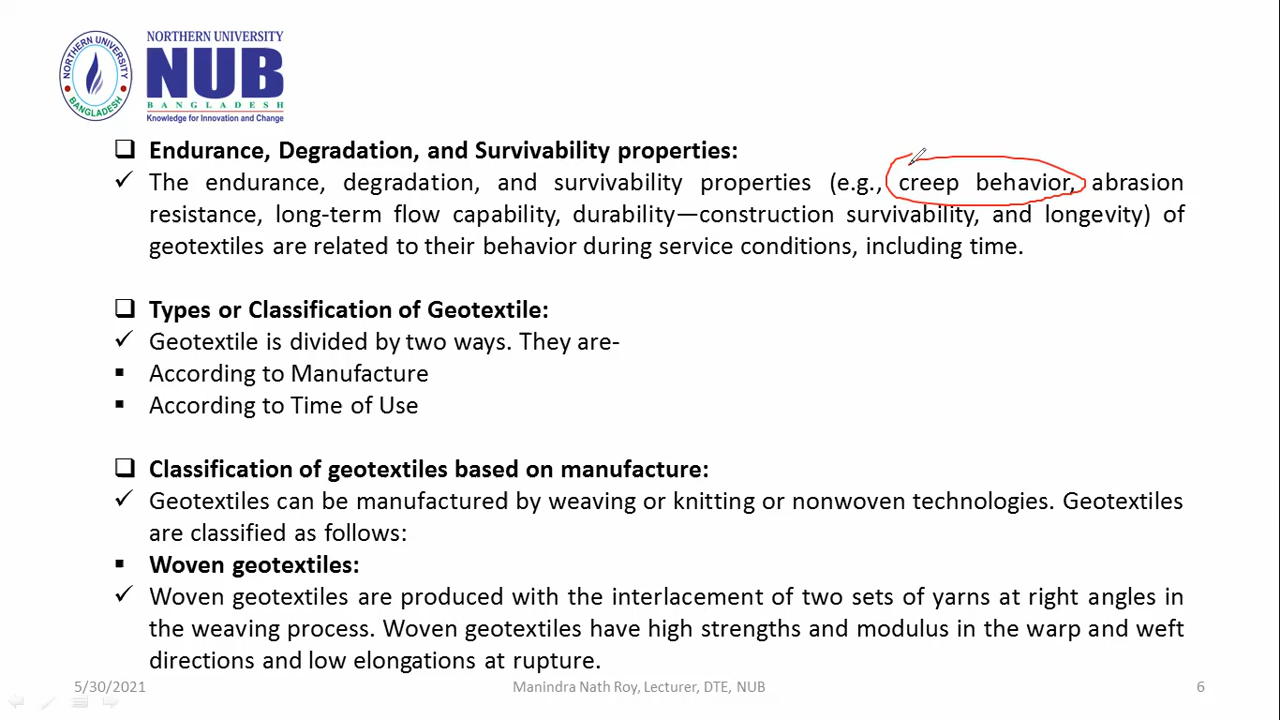 NORTHERN UNIVERSITY
BANGLADESH
NORTHERN UNIVERSITY
NUB
BANGLADESH
Knowledge for Innovation and Change
Endurance, Degradation, and Survivability properties:
The endurance, degradation, and survivability properties (e.g., creep behavior, abrasion
resistance, long-term flow capability, durability—construction survivability, and longevity) of
geotextiles are related to their behavior during service conditions, including time.
Types or Classification of Geotextile:
Geotextile is divided by two ways. They are-
According to Manufacture
According to Time of Use
Classification of geotextiles based on manufacture:
Geotextiles can be manufactured by weaving or knitting or nonwoven technologies. Geotextiles
are classified as follows:
Woven geotextiles:
Woven geotextiles are produced with the interlacement of two sets of yarns at right angles in
the weaving process. Woven geotextiles have high strengths and modulus in the warp and weft
directions and low elongations at rupture.
5/30/2021
Manindra Nath Roy, Lecturer, DTE, NUB
6